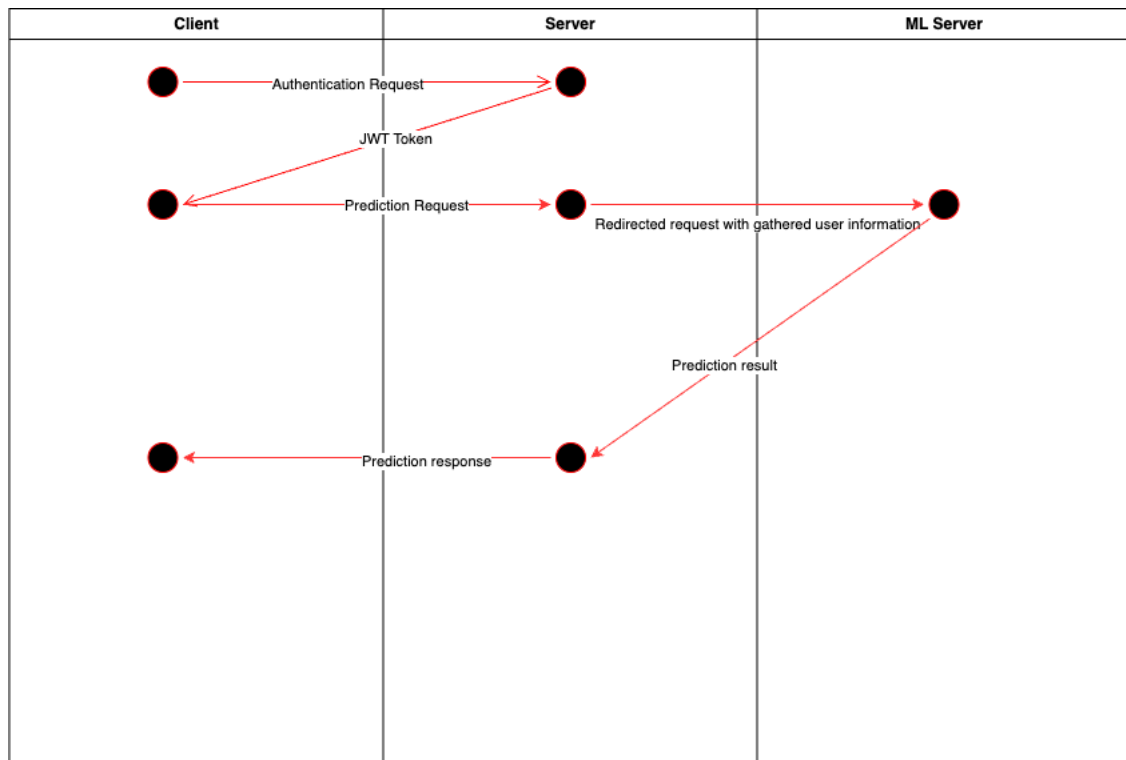 Client
Server
ML Server
Authentication Request
JWT Token
Prediction Request
Redirected request with gathered user information
Prediction result
Prediction response